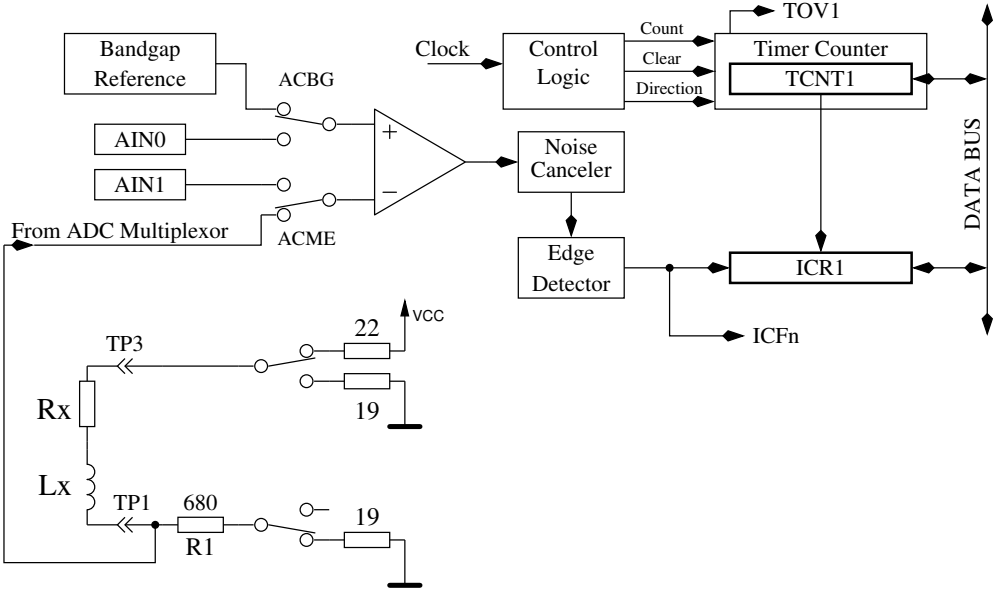 TOV1
Bandgap
Reference
ACBG
Clock
Control
Logic
Count
Clear
Direction
Timer Counter
TCNT1
AIN0
AIN1
+
−
Noise
Canceler
DATA BUS
From ADC Multiplexor
ACME
Edge
Detector
ICR1
ICFn
VCC
22
TP3
19
Rx
Lx
TP1
680
R1
19